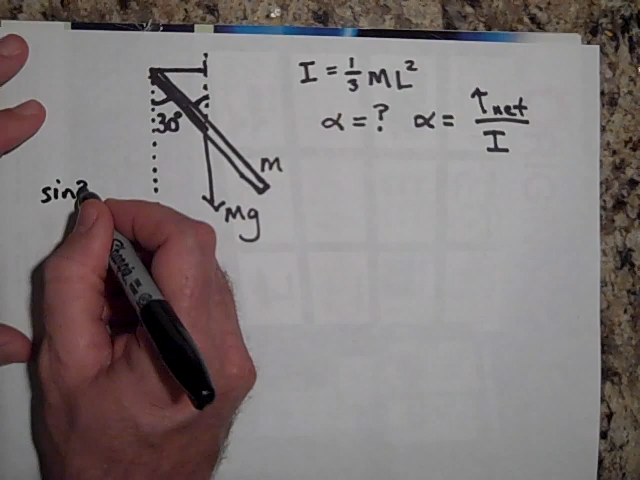 I = 1/3 ML²
α = ? α = τnet / I
30°
m
Mg
sin